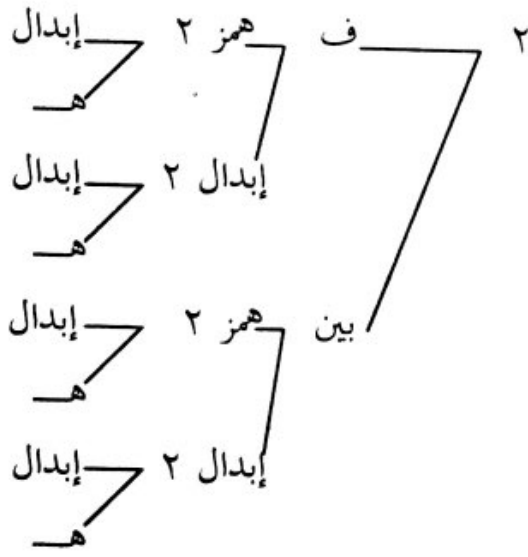 ٢ ف همز ٢ إبدال
هـ
إبدال ٢ إبدال
هـ
بين همز ٢ إبدال
هـ
إبدال ٢ إبدال
هـ